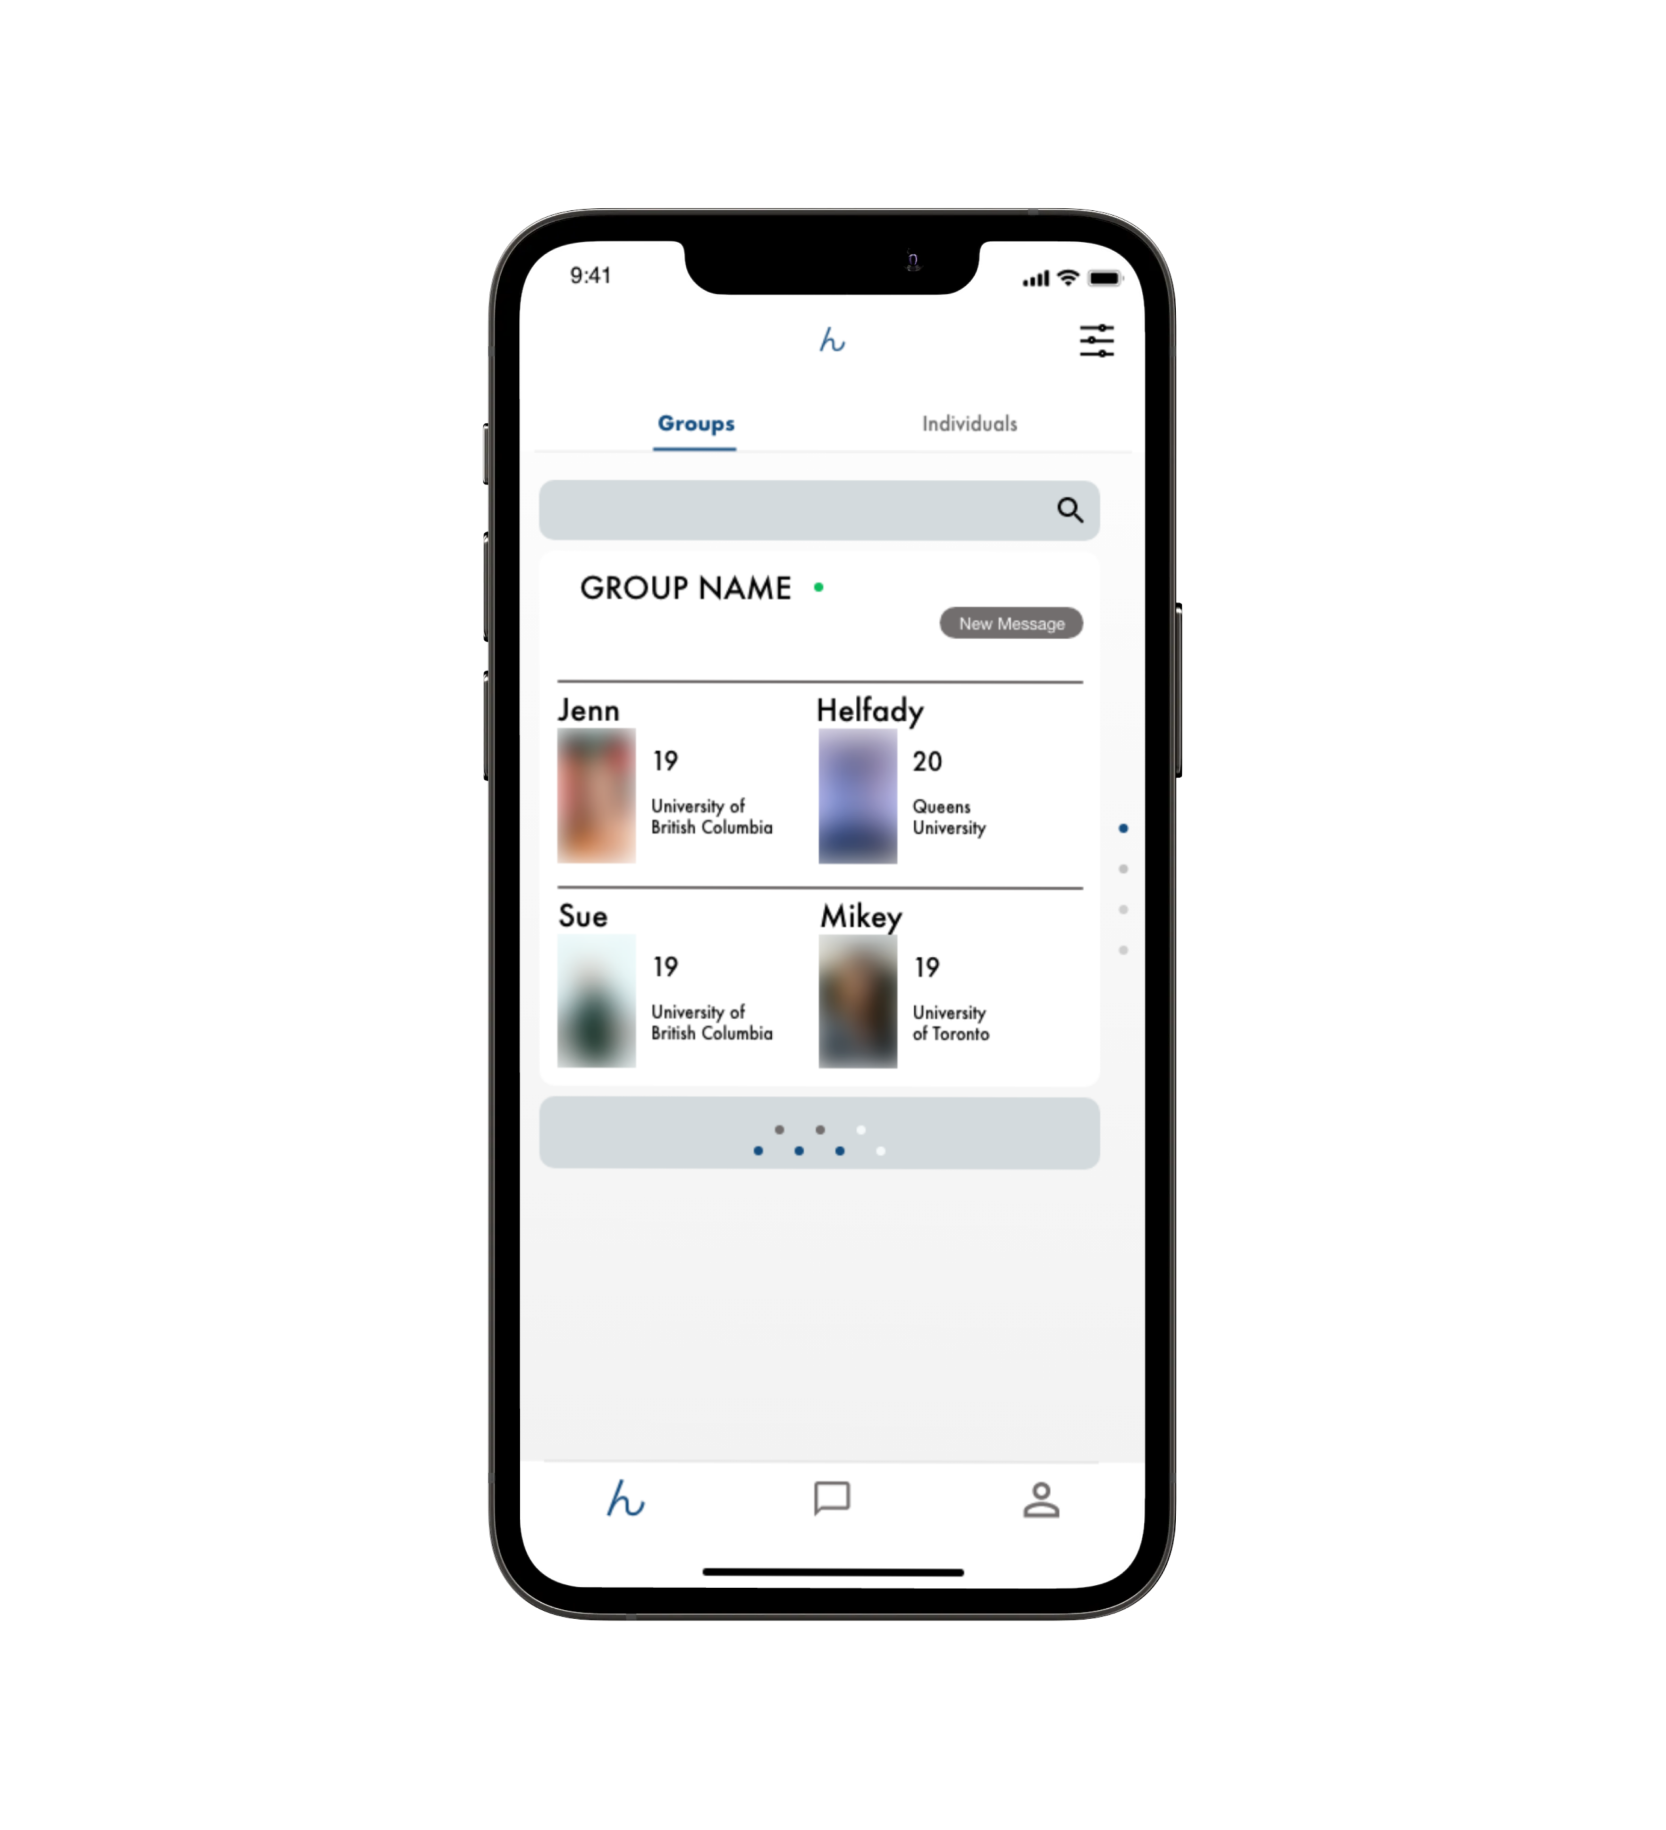 9:41
h
Groups
Individuals
GROUP NAME
New Message
Jenn
19
University of
British Columbia
Helfady
20
Queens
University
Sue
19
University of
British Columbia
Mikey
19
University
of Toronto
h